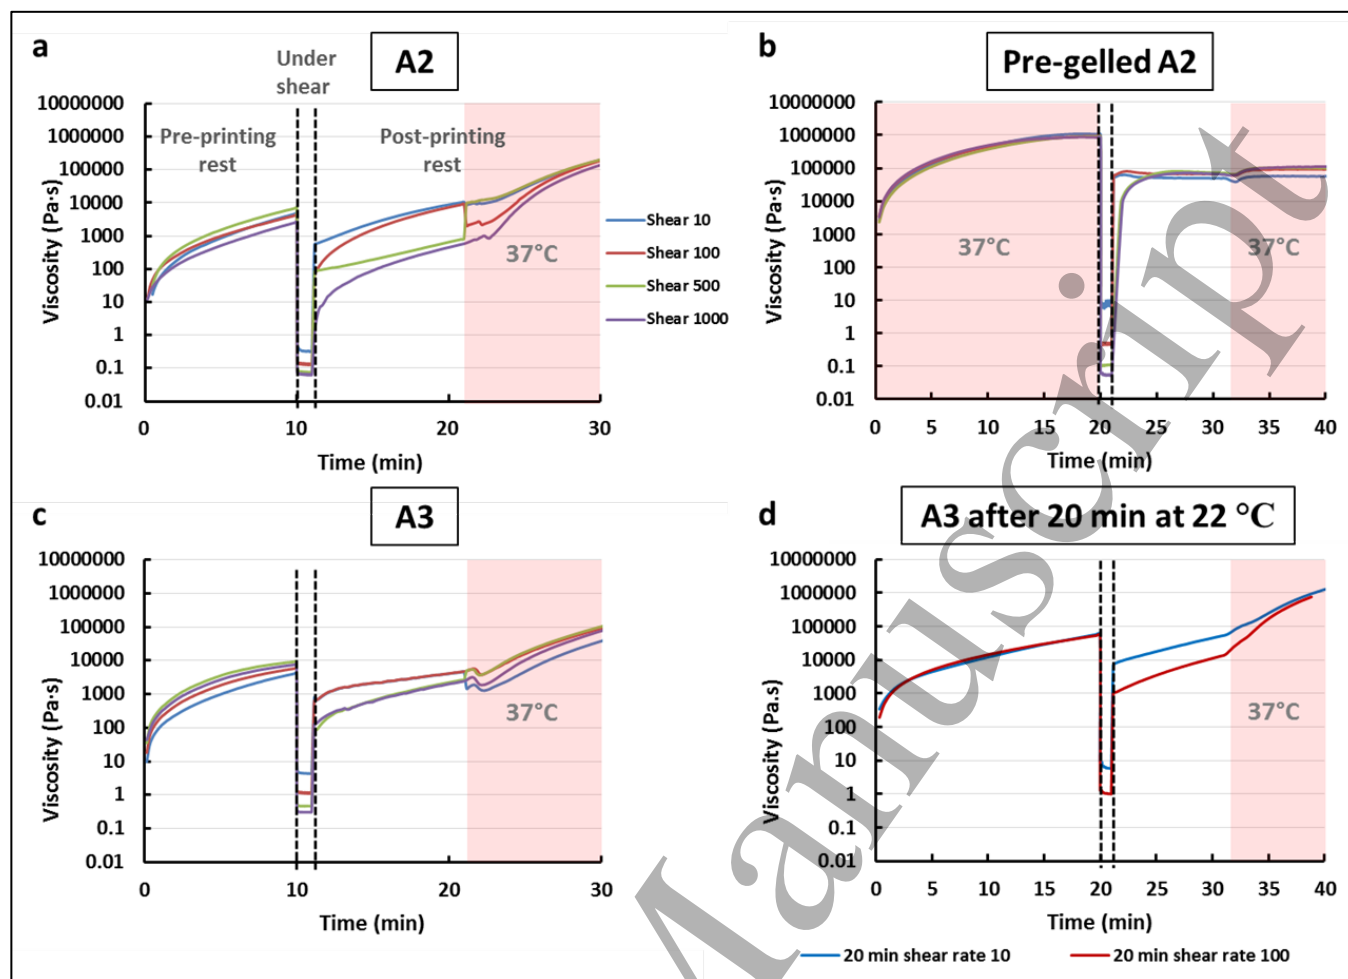 a
A2
Under
shear
Pre-printing
rest
Post-printing
rest
37°C
Viscosity (Pa·s)
10000000
1000000
100000
10000
1000
100
10
1
0.1
0.01
0
10
20
30
Time (min)
Shear 10
Shear 100
Shear 500
Shear 1000
b
Pre-gelled A2
Viscosity (Pa·s)
10000000
1000000
100000
10000
1000
100
10
1
0.1
0.01
37°C
37°C
0
5
10
15
20
25
30
35
40
Time (min)
c
A3
Viscosity (Pa·s)
10000000
1000000
100000
10000
1000
100
10
1
0.1
0.01
37°C
0
10
20
30
Time (min)
d
A3 after 20 min at 22 °C
Viscosity (Pa.s)
10000000
1000000
100000
10000
1000
100
10
1
0.1
0.01
37°C
0
5
10
15
20
25
30
35
40
Time (min)
20 min shear rate 10
20 min shear rate 100
Manuscript